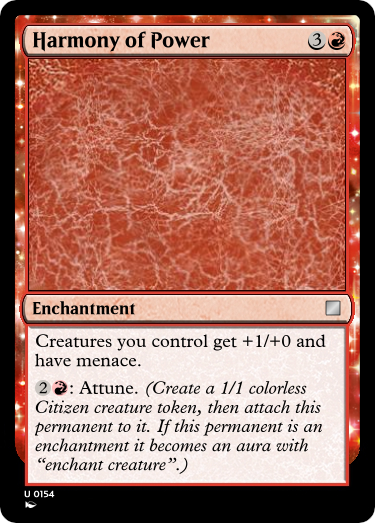 Harmony of Power 3
Enchantment
Creatures you control get +1/+0 and
have menace.
2 : Attune. (Create a 1/1 colorless
Citizen creature token, then attach this
permanent to it. If this permanent is an
enchantment it becomes an aura with
“enchant creature”.)
U 0154